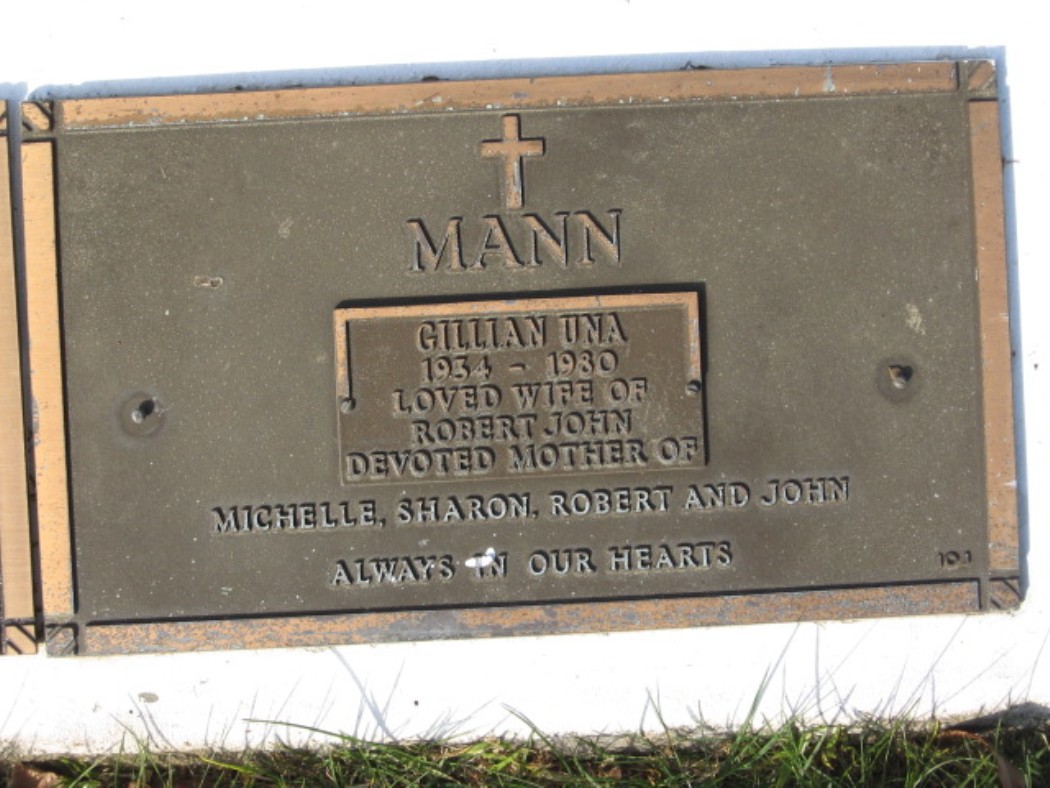 MANN
GILLIAN UNA
1934 - 1980
LOVED WIFE OF
ROBERT JOHN
DEVOTED MOTHER OF
MICHELLE, SHARON, ROBERT AND JOHN
ALWAYS IN OUR HEARTS